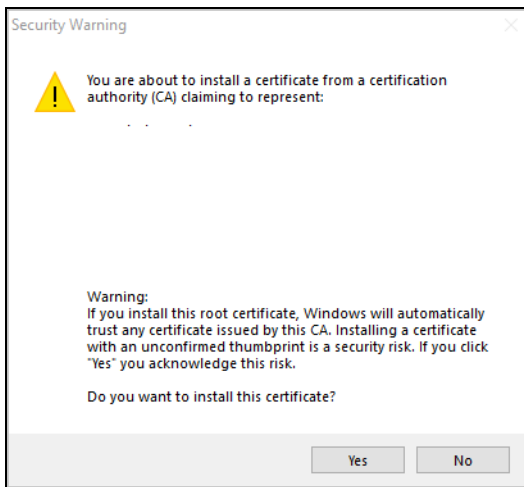 Security Warning
You are about to install a certificate from a certification
authority (CA) claiming to represent:
Warning:
If you install this root certificate, Windows will automatically
trust any certificate issued by this CA. Installing a certificate
with an unconfirmed thumbprint is a security risk. If you click
"Yes" you acknowledge this risk.
Do you want to install this certificate?
Yes
No